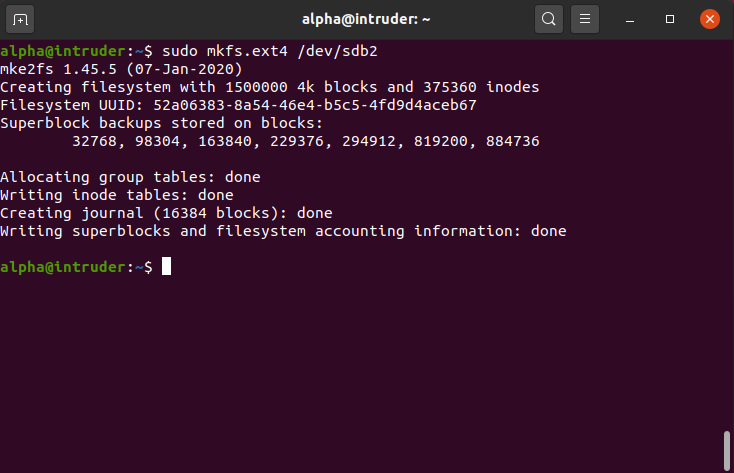 alpha@intruder: ~
alpha@intruder:~$ sudo mkfs.ext4 /dev/sdb2
mke2fs 1.45.5 (07-Jan-2020)
Creating filesystem with 1500000 4k blocks and 375360 inodes
Filesystem UUID: 52a06383-8a54-46e4-b5c5-4fd9d4aceb67
Superblock backups stored on blocks:
        32768, 98304, 163840, 229376, 294912, 819200, 884736

Allocating group tables: done
Writing inode tables: done
Creating journal (16384 blocks): done
Writing superblocks and filesystem accounting information: done

alpha@intruder:~$